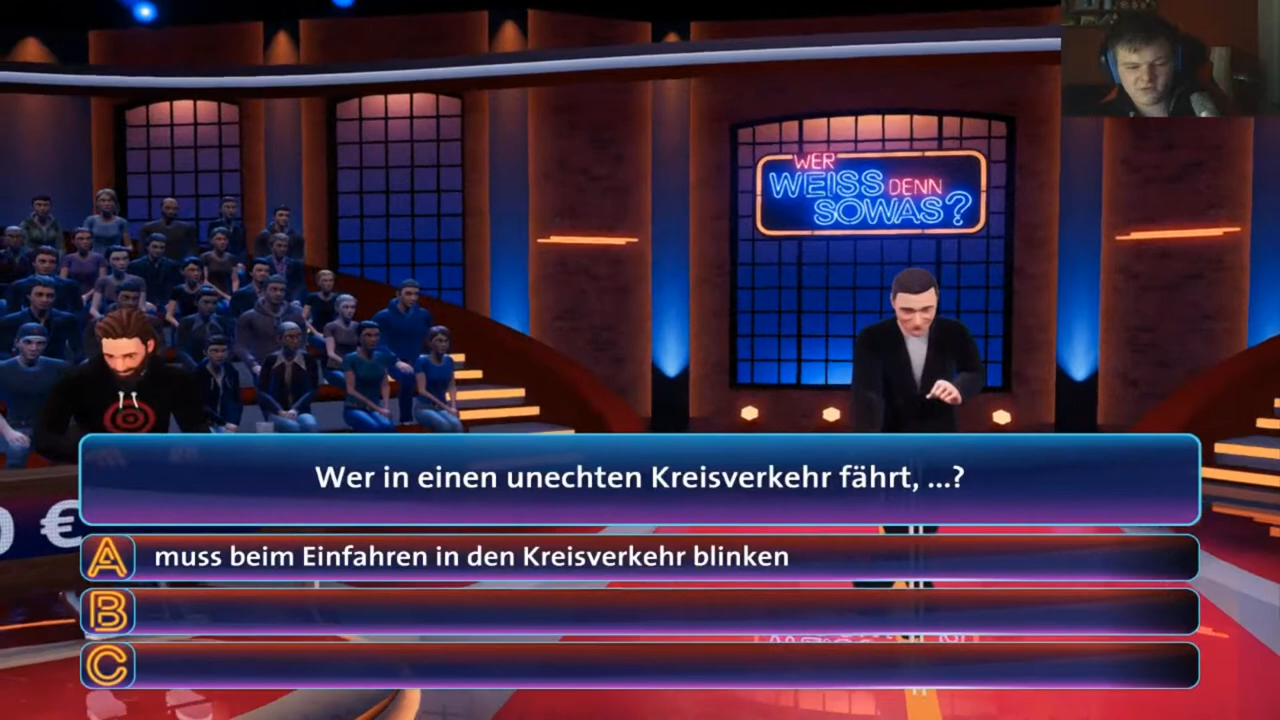 WER
WEISS DENN
SOWAS?
Wer in einen unechten Kreisverkehr fährt, ...?
€
A muss beim Einfahren in den Kreisverkehr blinken
B
C